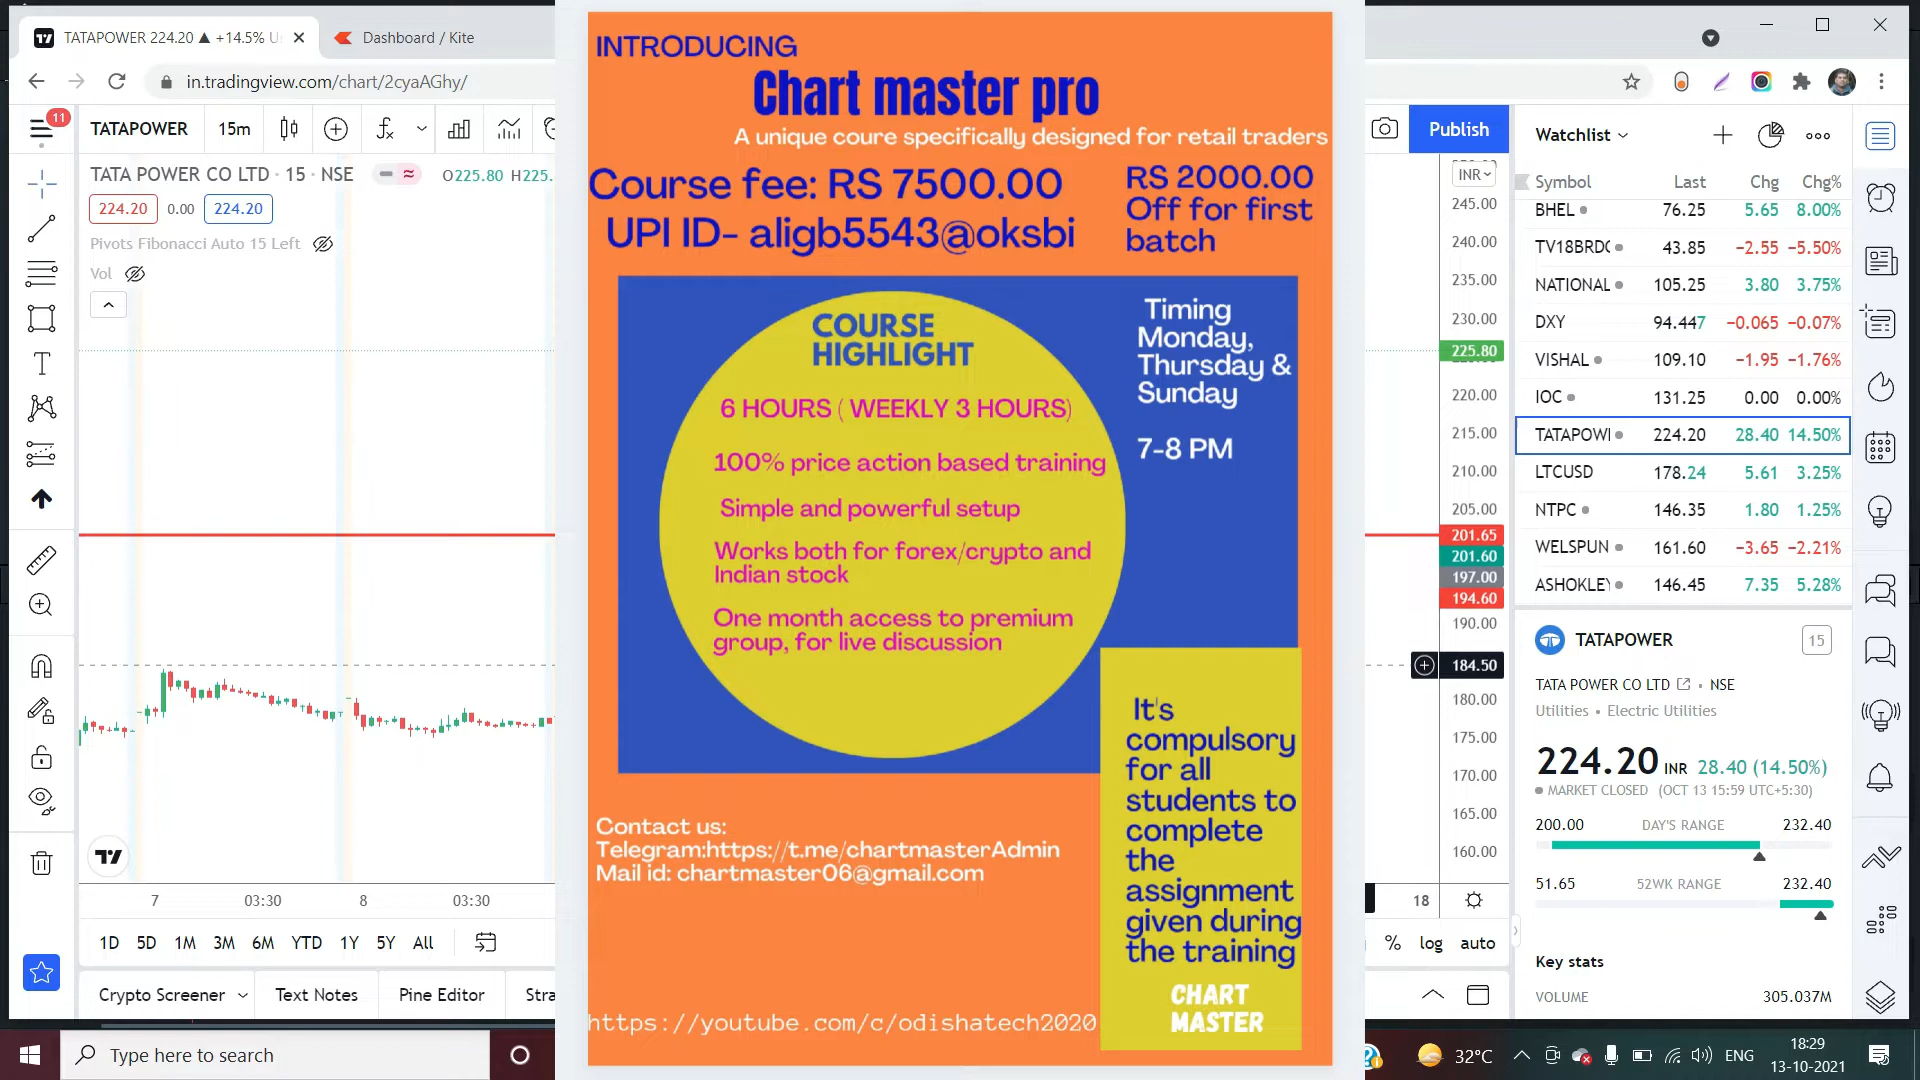 TATAPOWER 224.20 ▲ +14.5% U
Dashboard / Kite
in.tradingview.com/chart/2cyaAGhy/
11
TATAPOWER
15m
Publish
TATA POWER CO LTD · 15 · NSE
O225.80 H225.
224.20
0.00
224.20
Pivots Fibonacci Auto 15 Left
Vol
INTRODUCING
Chart master pro
A unique coure specifically designed for retail traders
Course fee: RS 7500.00
UPI ID- aligb5543@oksbi
RS 2000.00
Off for first
batch
COURSE
HIGHLIGHT
6 HOURS ( WEEKLY 3 HOURS)
100% price action based training
Simple and powerful setup
Works both for forex/crypto and
Indian stock
One month access to premium
group, for live discussion
Timing
Monday,
Thursday &
Sunday
7-8 PM
It's
compulsory
for all
students to
complete
the
assignment
given during
the training
CHART
MASTER
Contact us:
Telegram:https://t.me/chartmasterAdmin
Mail id: chartmaster06@gmail.com
https://youtube.com/c/odishatech2020
INR
245.00
240.00
235.00
230.00
225.80
220.00
215.00
210.00
205.00
201.65
201.60
197.00
194.60
190.00
184.50
180.00
175.00
170.00
165.00
160.00
7
03:30
8
03:30
18
1D 5D 1M 3M 6M YTD 1Y 5Y All
% log auto
Crypto Screener
Text Notes
Pine Editor
Stra
Watchlist
Symbol Last Chg Chg%
BHEL 76.25 5.65 8.00%
TV18BRDC 43.85 −2.55 −5.50%
NATIONAL 105.25 3.80 3.75%
DXY 94.447 −0.065 −0.07%
VISHAL 109.10 −1.95 −1.76%
IOC 131.25 0.00 0.00%
TATAPOWI 224.20 28.40 14.50%
LTCUSD 178.24 5.61 3.25%
NTPC 146.35 1.80 1.25%
WELSPUN 161.60 −3.65 −2.21%
ASHOKLEY 146.45 7.35 5.28%
TATAPOWER
15
TATA POWER CO LTD • NSE
Utilities • Electric Utilities
224.20 INR 28.40 (14.50%)
MARKET CLOSED (OCT 13 15:59 UTC+5:30)
200.00 DAY'S RANGE 232.40
51.65 52WK RANGE 232.40
Key stats
VOLUME 305.037M
Type here to search
32°C
ENG
18:29
13-10-2021